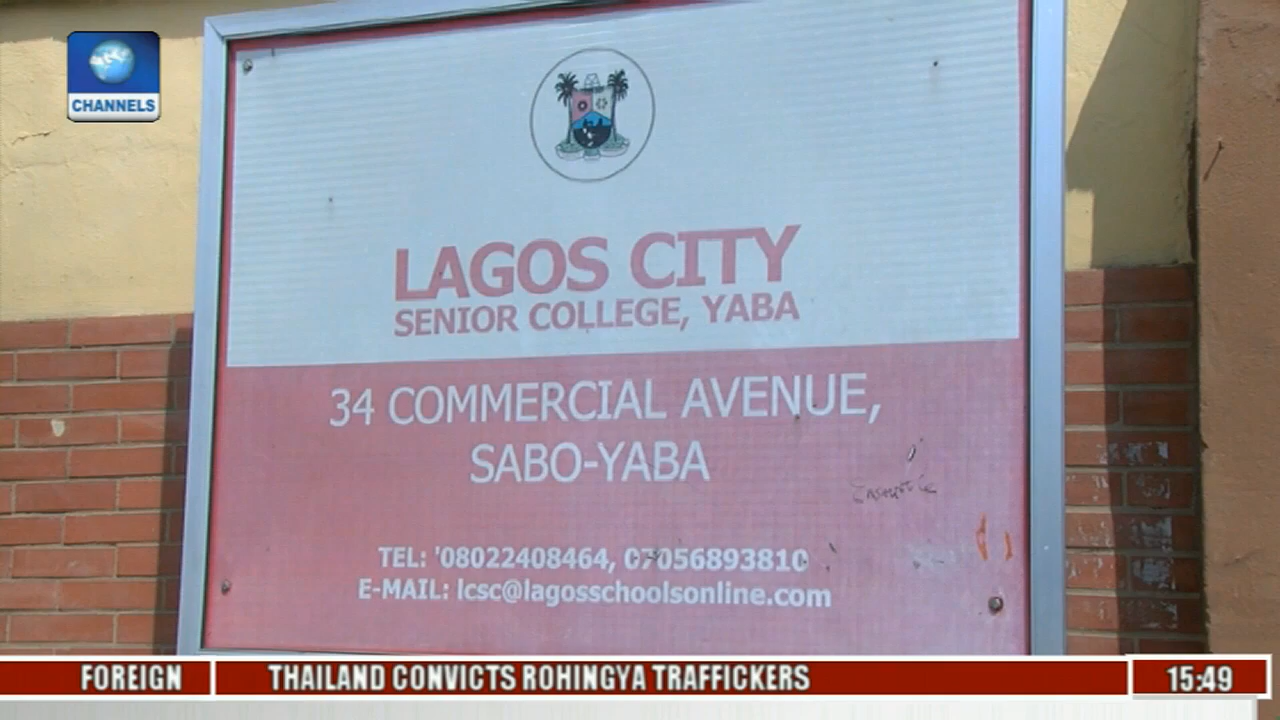 CHANNELS
LAGOS CITY
SENIOR COLLEGE, YABA
34 COMMERCIAL AVENUE,
SABO-YABA
TEL: '08022408464, 07056893810
E-MAIL: lcsc@lagosschoolsonline.com
FOREIGN
THAILAND CONVICTS ROHINGYA TRAFFICKERS
15:49